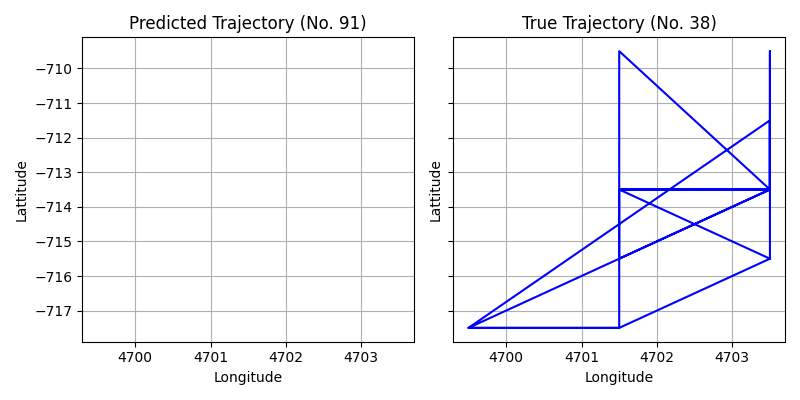 Predicted Trajectory (No. 91)
−710
−711
−712
−713
−714
−715
−716
−717
Lattitude
4700 4701 4702 4703
Longitude
True Trajectory (No. 38)
Lattitude
4700 4701 4702 4703
Longitude